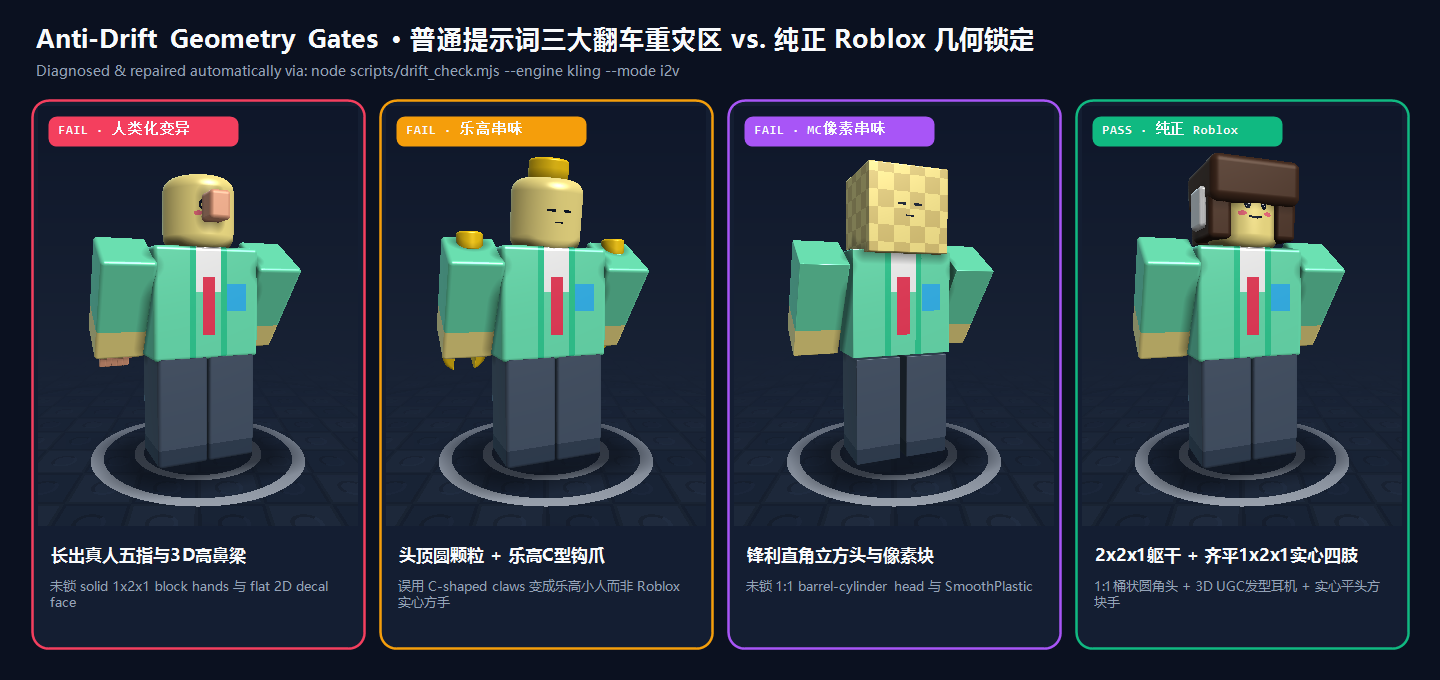 Anti-Drift Geometry Gates • 普通提示词三大翻车重灾区 vs. 纯正 Roblox 几何锁定
Diagnosed & repaired automatically via: node scripts/drift_check.mjs --engine kling --mode i2v
FAIL · 人类化变异
长出真人五指与3D高鼻梁
未锁 solid 1x2x1 block hands 与 flat 2D decal
face
FAIL · 乐高串味
头顶圆颗粒 + 乐高C型钩爪
误用 C-shaped claws 变成乐高小人而非 Roblox
实心方手
FAIL · MC像素串味
锋利直角立方头与像素块
未锁 1:1 barrel-cylinder head 与 SmoothPlastic
PASS · 纯正 Roblox
2x2x1躯干 + 齐平1x2x1实心四肢
1:1桶状圆角头 + 3D UGC发型耳机 + 实心平头方
块手